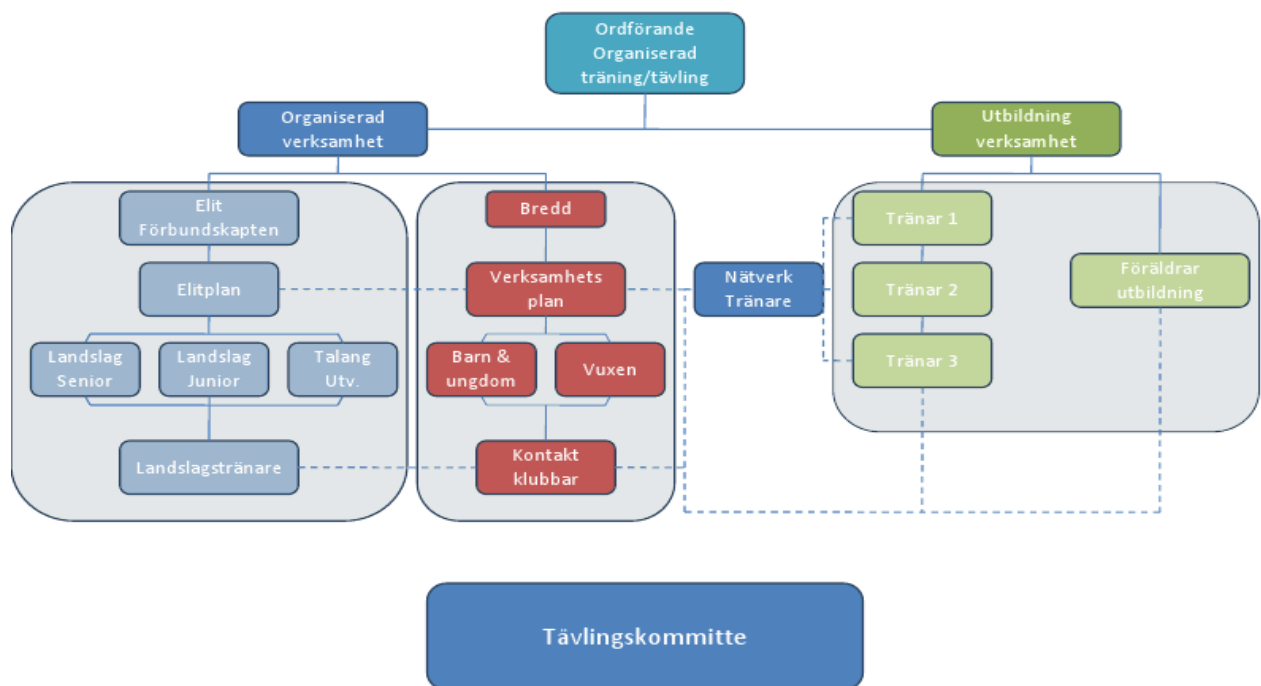 Ordförande
Organiserad
träning/tävling
Organiserad
verksamhet
Utbildning
verksamhet
Elit
Förbundskapten
Elitplan
Landslag
Senior
Landslag
Junior
Talang
Utv.
Landslagstränare
Bredd
Verksamhets
plan
Barn &
ungdom
Vuxen
Kontakt
klubbar
Nätverk
Tränare
Tränar 1
Tränar 2
Tränar 3
Föräldrar
utbildning
Tävlingskommitte